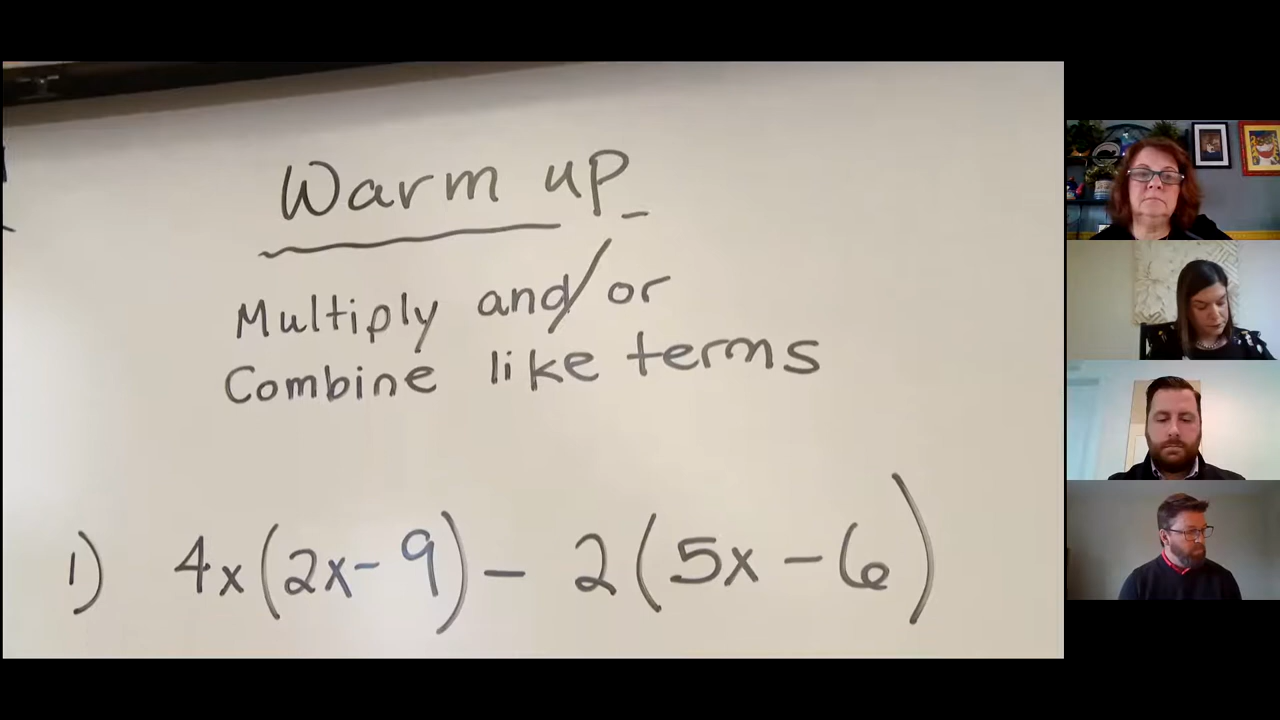 Warm up
Multiply and/or
Combine like terms
1) 4x(2x-9) - 2(5x-6)